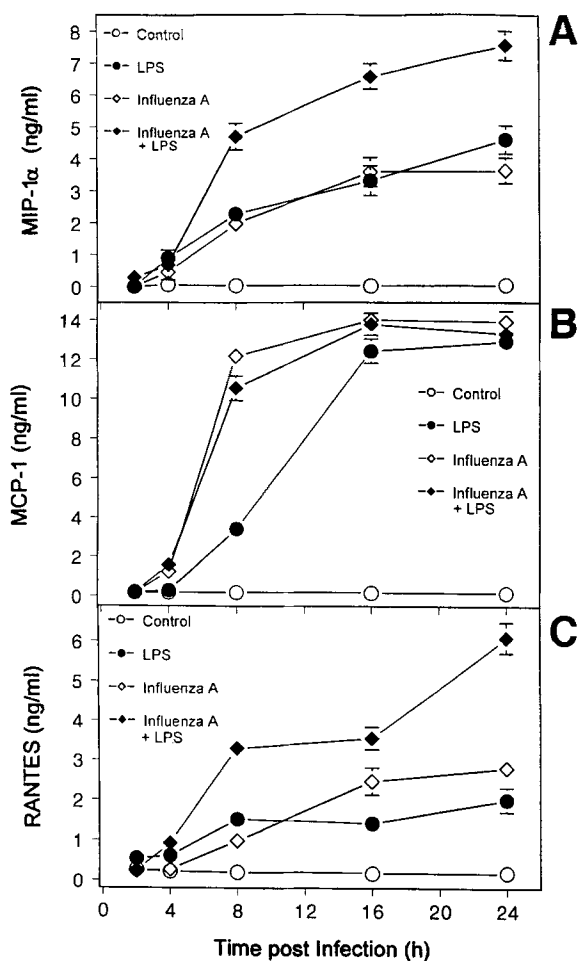 A
MIP-1α (ng/ml)
8
7
6
5
4
3
2
1
0
Control
LPS
Influenza A
Influenza A
+ LPS
B
MCP-1 (ng/ml)
14
12
10
8
6
4
2
0
Control
LPS
Influenza A
Influenza A
+ LPS
C
RANTES (ng/ml)
6
5
4
3
2
1
0
Control
LPS
Influenza A
Influenza A
+ LPS
0 4 8 12 16 20 24
Time post Infection (h)